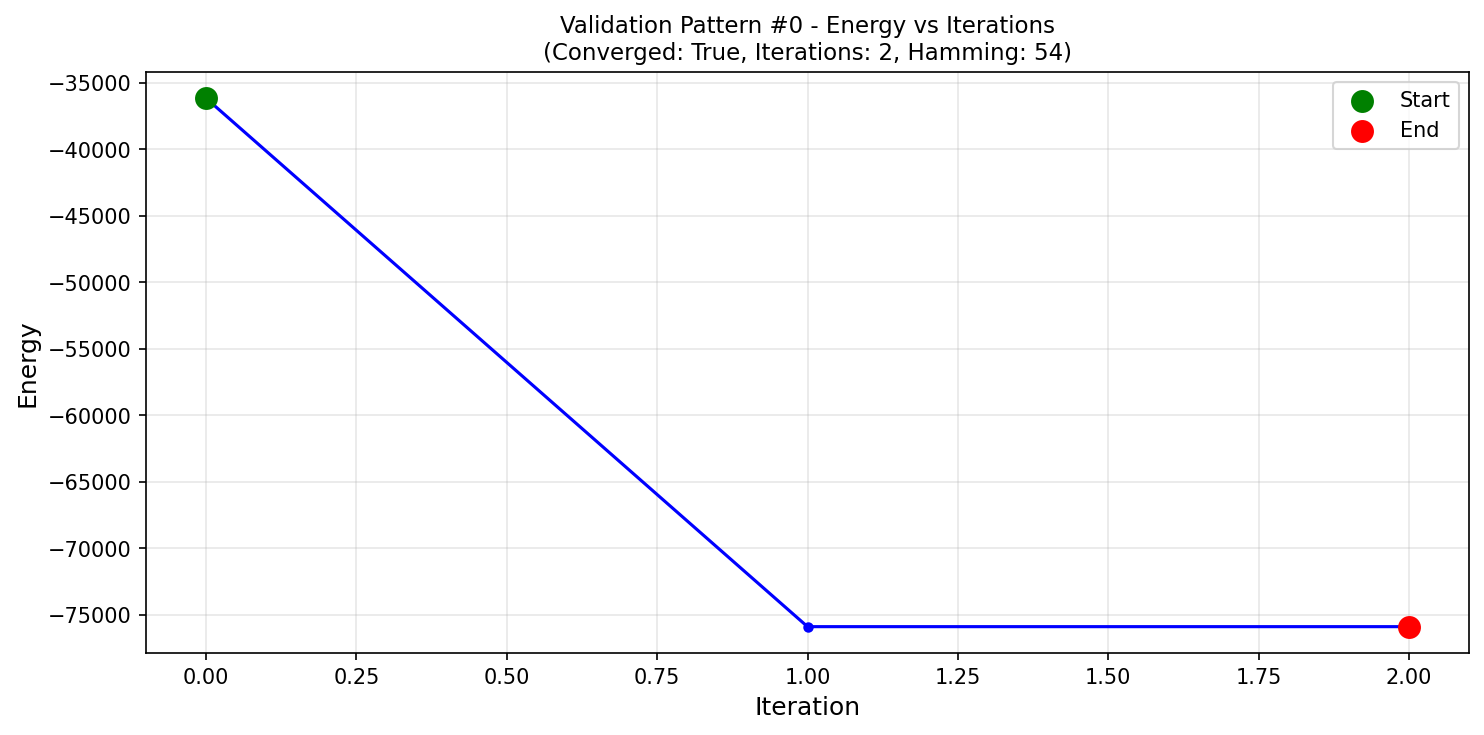 Validation Pattern #0 - Energy vs Iterations
(Converged: True, Iterations: 2, Hamming: 54)
Start
End
Energy
−35000
−40000
−45000
−50000
−55000
−60000
−65000
−70000
−75000
0.00 0.25 0.50 0.75 1.00 1.25 1.50 1.75 2.00
Iteration